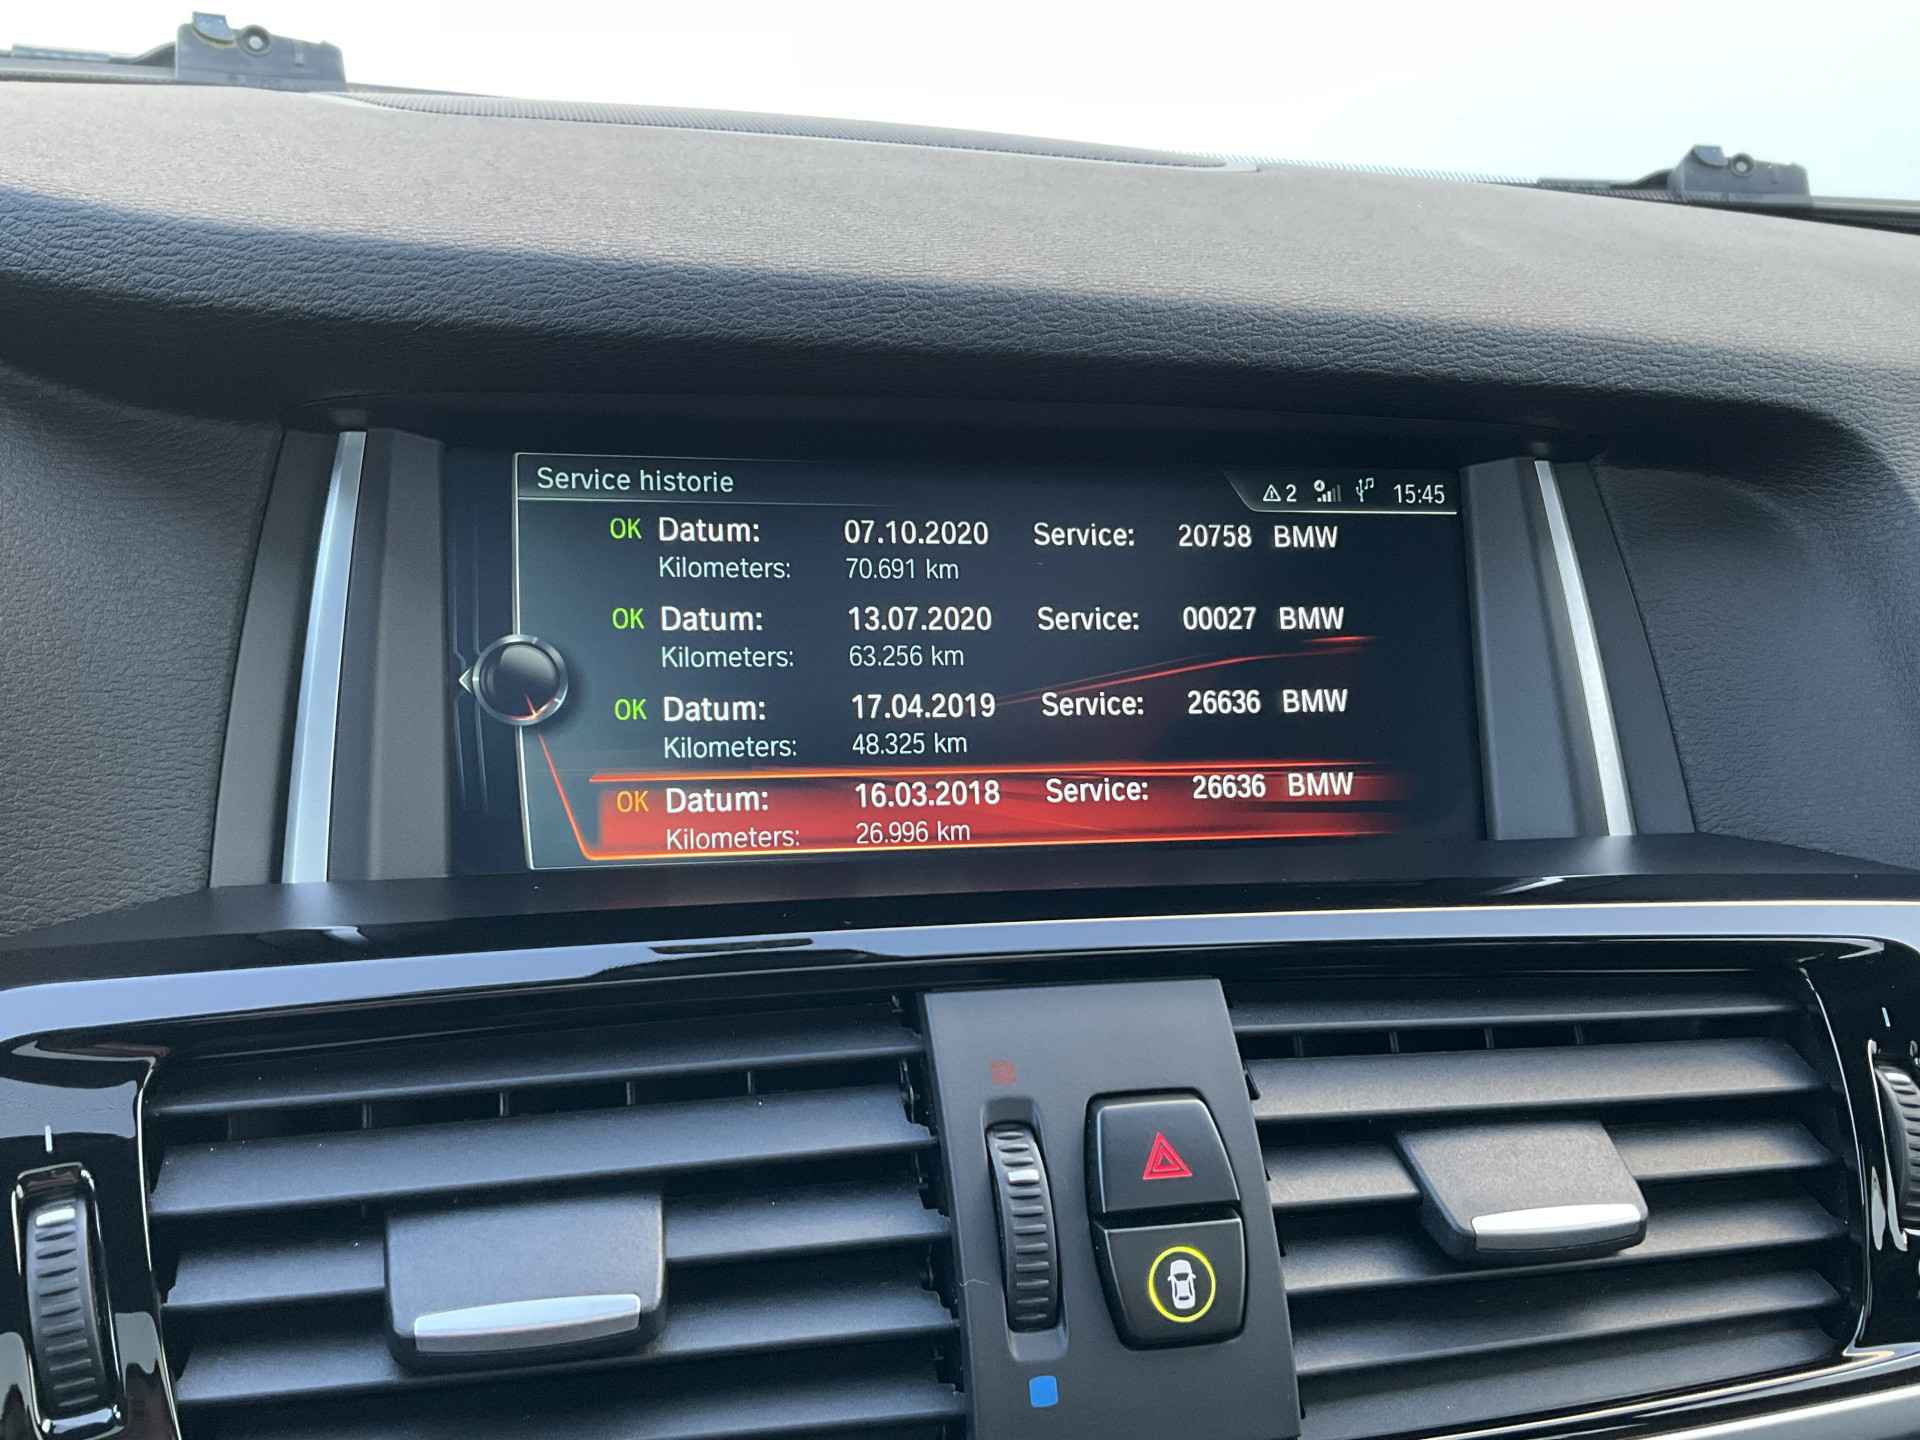 Service historie
2 15:45
OK Datum: 07.10.2020 Service: 20758 BMW
Kilometers: 70.691 km
OK Datum: 13.07.2020 Service: 00027 BMW
Kilometers: 63.256 km
OK Datum: 17.04.2019 Service: 26636 BMW
Kilometers: 48.325 km
OK Datum: 16.03.2018 Service: 26636 BMW
Kilometers: 26.996 km